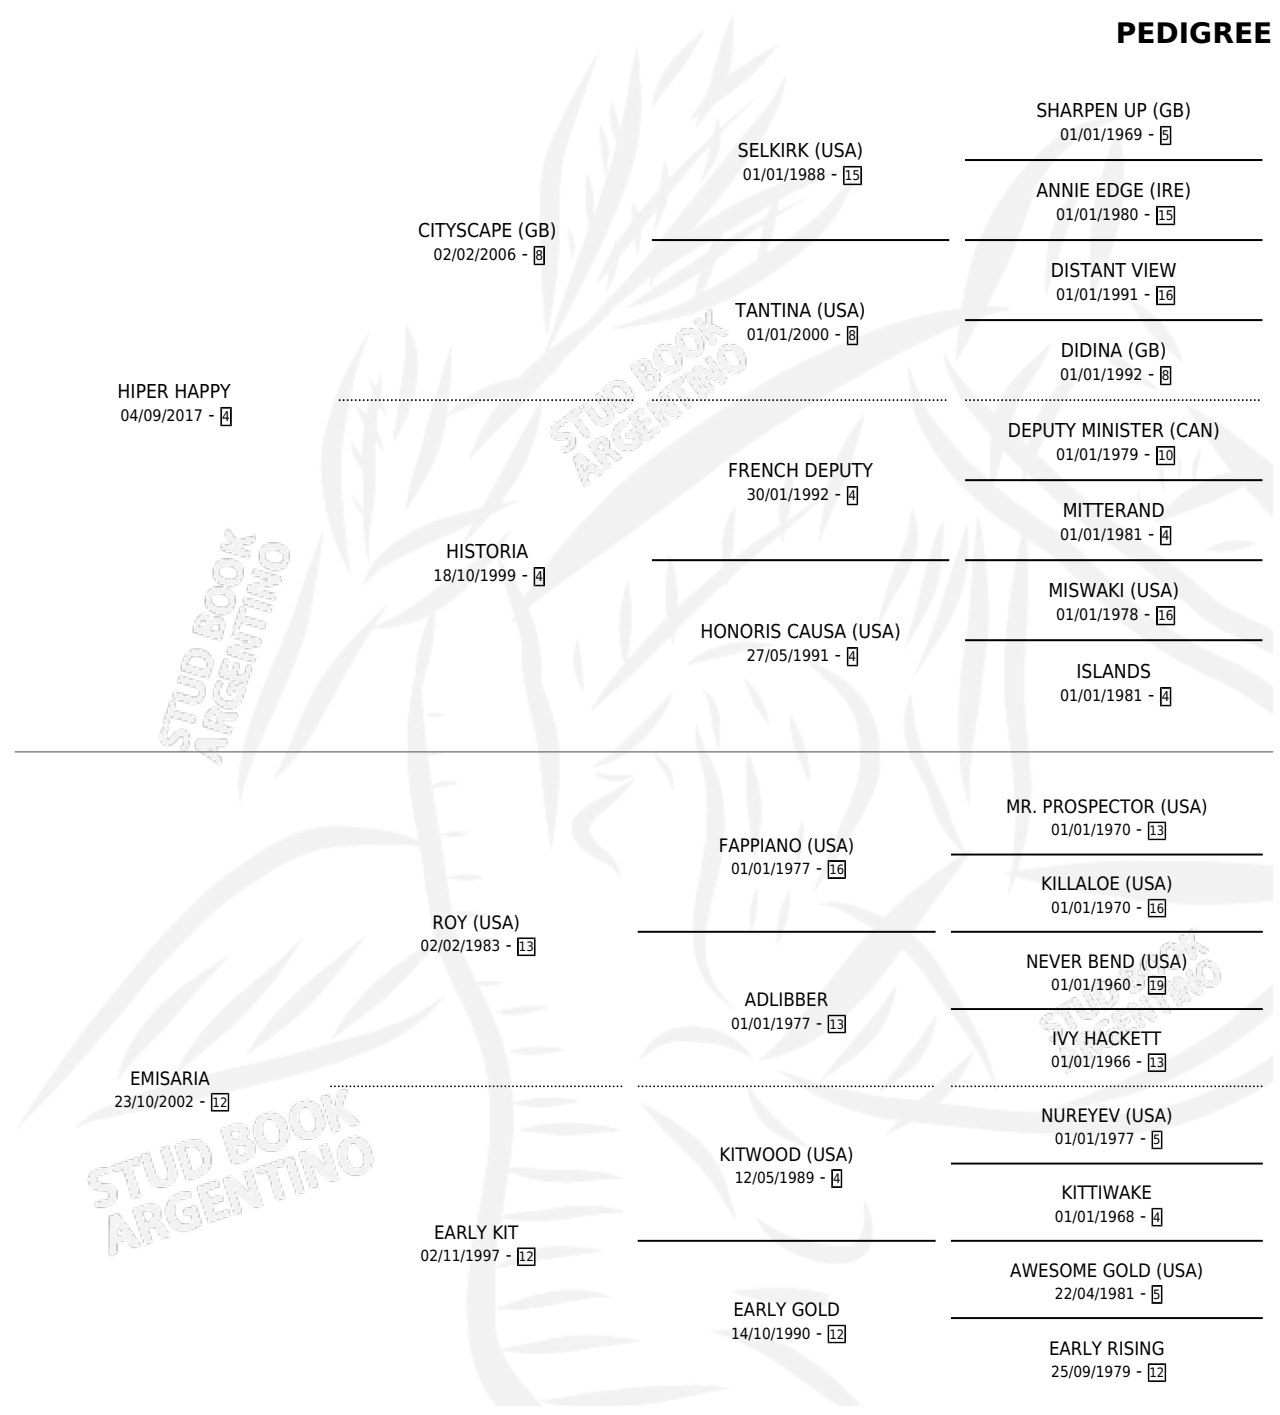 PEDIGREE
SHARPEN UP (GB)
01/01/1969 - 5
SELKIRK (USA)
01/01/1988 - 15
ANNIE EDGE (IRE)
01/01/1980 - 15
CITYSCAPE (GB)
02/02/2006 - 8
DISTANT VIEW
01/01/1991 - 16
TANTINA (USA)
01/01/2000 - 8
DIDINA (GB)
01/01/1992 - 8
HIPER HAPPY
04/09/2017 - 4
STUD BOOK
ARGENTINO
DEPUTY MINISTER (CAN)
01/01/1979 - 10
FRENCH DEPUTY
30/01/1992 - 4
MITTERAND
01/01/1981 - 4
HISTORIA
18/10/1999 - 4
MISWAKI (USA)
01/01/1978 - 16
HONORIS CAUSA (USA)
27/05/1991 - 4
ISLANDS
01/01/1981 - 4
STUD BOOK
ARGENTINO
MR. PROSPECTOR (USA)
01/01/1970 - 13
FAPPIANO (USA)
01/01/1977 - 16
KILLALOE (USA)
01/01/1970 - 16
ROY (USA)
02/02/1983 - 13
NEVER BEND (USA)
01/01/1960 - 19
ADLIBBER
01/01/1977 - 13
STUD BOOK
ARGENTINO
IVY HACKETT
01/01/1966 - 13
EMISARIA
23/10/2002 - 12
STUD BOOK
ARGENTINO
NUREYEV (USA)
01/01/1977 - 5
KITWOOD (USA)
12/05/1989 - 4
KITTIWAKE
01/01/1968 - 4
EARLY KIT
02/11/1997 - 12
AWESOME GOLD (USA)
22/04/1981 - 5
EARLY GOLD
14/10/1990 - 12
EARLY RISING
25/09/1979 - 12